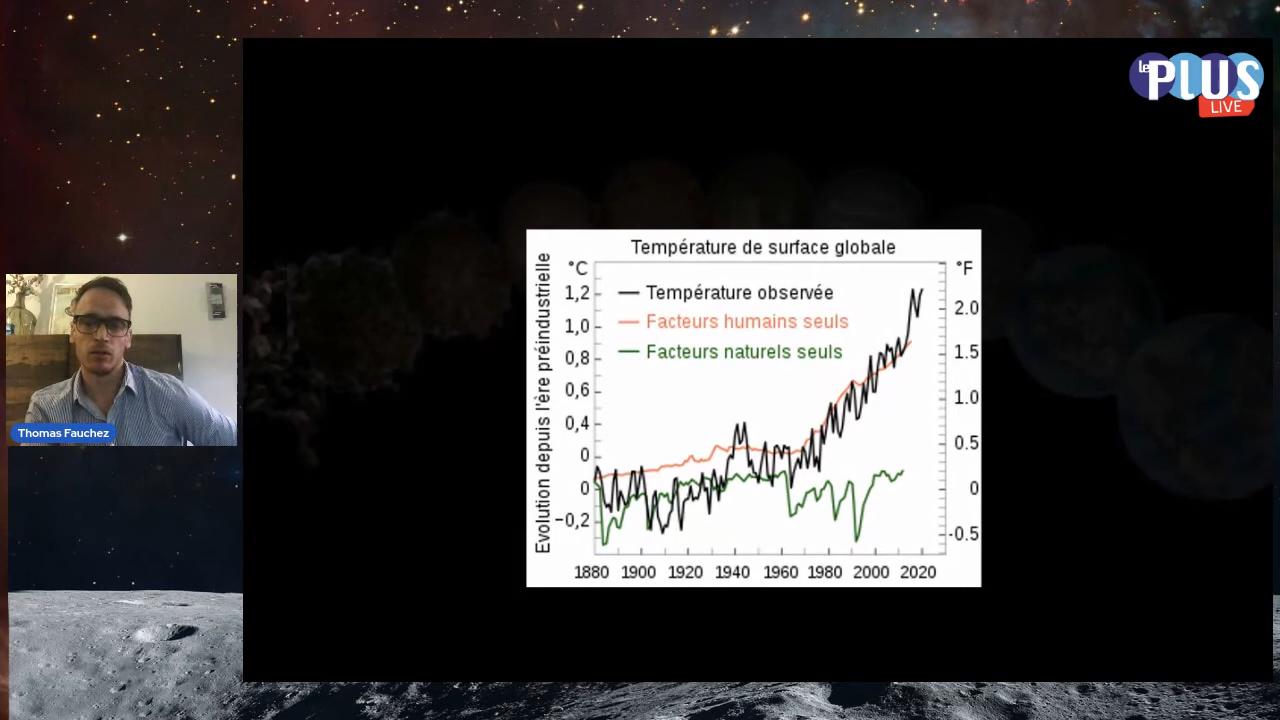 le PLUS
LIVE
Température de surface globale
Evolution depuis l'ère préindustrielle
°C
°F
1,2
1,0
0,8
0,6
0,4
0
0
−0,2
Température observée
Facteurs humains seuls
Facteurs naturels seuls
2.0
1.5
1.0
0.5
0
-0.5
1880 1900 1920 1940 1960 1980 2000 2020
Thomas Fauchez